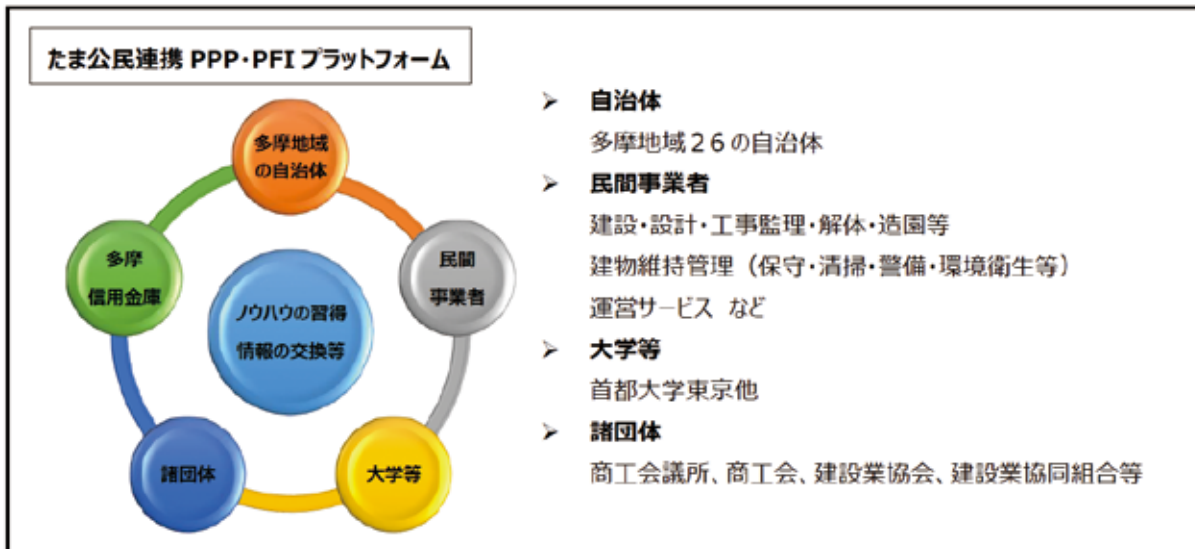 たま公民連携 PPP・PFI プラットフォーム
多摩地域
の自治体
民間
事業者
大学等
諸団体
多摩
信用金庫
ノウハウの習得
情報の交換等
➢ 自治体
多摩地域２６の自治体
➢ 民間事業者
建設・設計・工事監理・解体・造園等
建物維持管理（保守・清掃・警備・環境衛生等）
運営サービス など
➢ 大学等
首都大学東京他
➢ 諸団体
商工会議所、商工会、建設業協会、建設業協同組合等